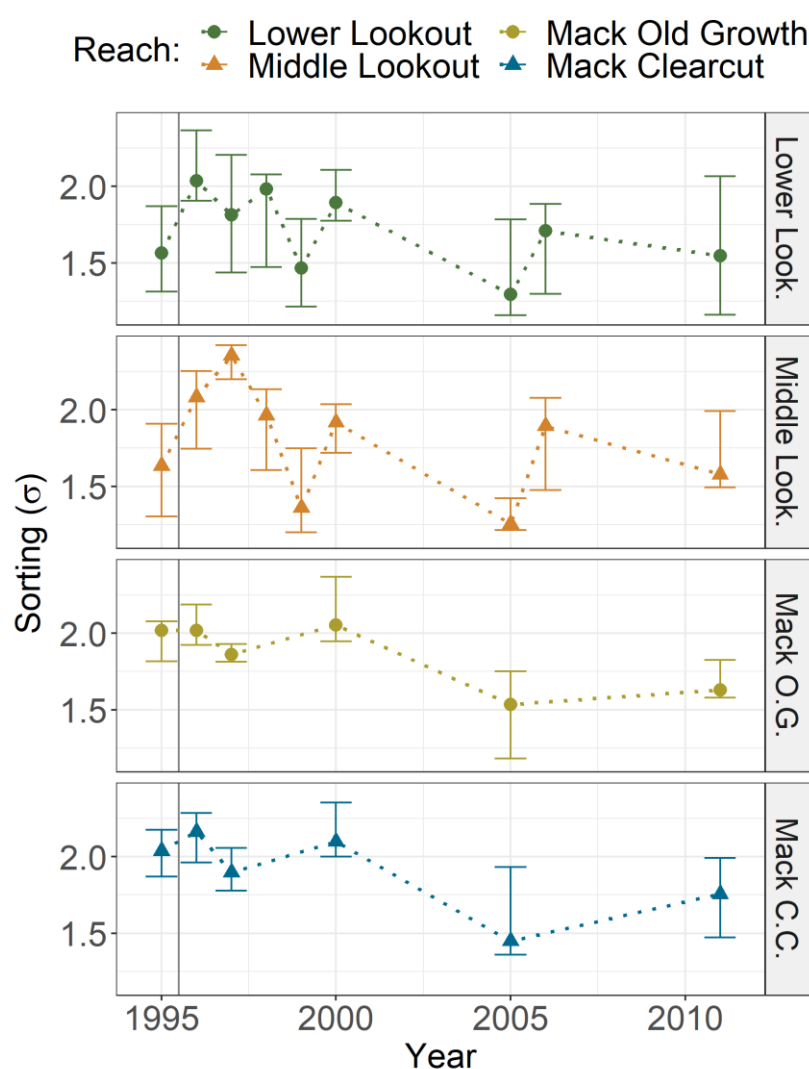 Reach: Lower Lookout Mack Old Growth
Middle Lookout Mack Clearcut
Sorting (σ)
2.0
1.5
Lower Look.
2.0
1.5
Middle Look.
2.0
1.5
Mack O.G.
2.0
1.5
Mack C.C.
1995 2000 2005 2010
Year